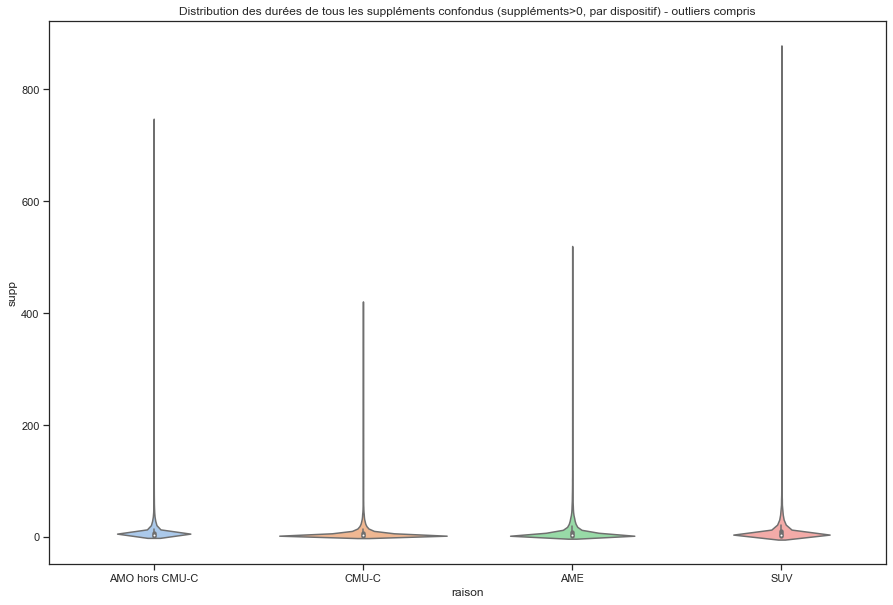 Distribution des durées de tous les suppléments confondus (suppléments>0, par dispositif) - outliers compris
800
600
400
200
0
supp
AMO hors CMU-C
CMU-C
AME
SUV
raison